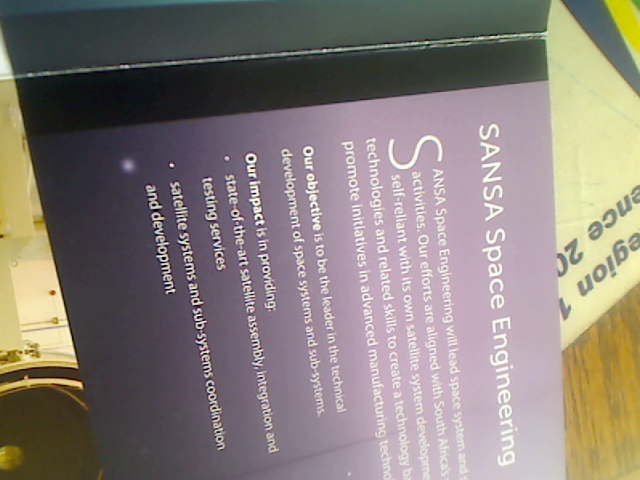 SANSA Space Engineering
SANSA Space Engineering will lead space system and
activities. Our efforts are aligned with South Africa's
self-reliant with its own satellite system
technologies and related skills to create a technology
promote initiatives in advanced manufacturing
Our objective is to be the leader in the technical
development of space systems and sub-systems.
Our impact is in providing:
• state-of-the-art satellite assembly, integration and
testing services
• satellite systems and sub-systems coordination
and development